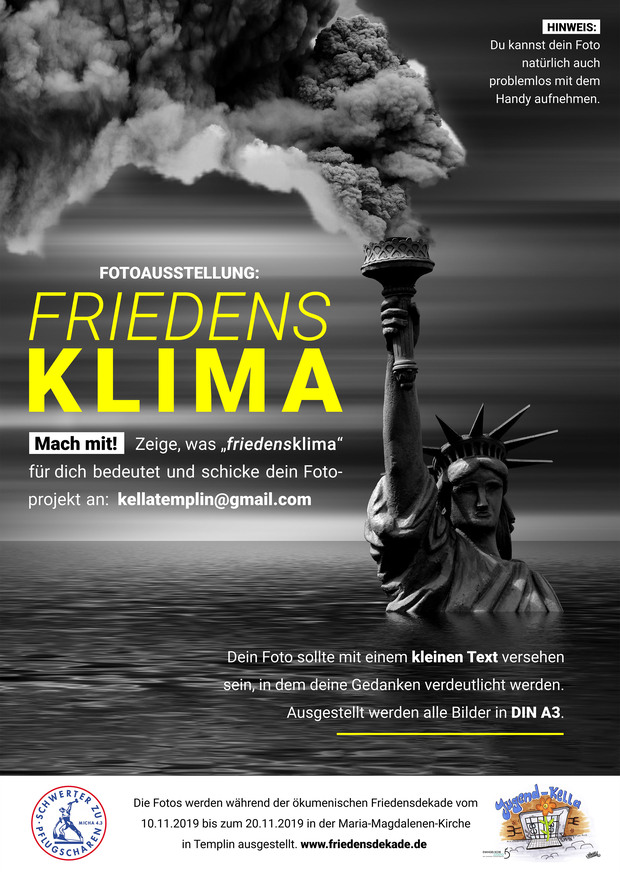 HINWEIS:
Du kannst dein Foto
natürlich auch
problemlos mit dem
Handy aufnehmen.
FOTOAUSSTELLUNG:
FRIEDENS
KLIMA
Mach mit! Zeige, was „friedensklima“
für dich bedeutet und schicke dein Foto-
projekt an: kellatemplin@gmail.com
Dein Foto sollte mit einem kleinen Text versehen
sein, in dem deine Gedanken verdeutlicht werden.
Ausgestellt werden alle Bilder in DIN A3.
SCHWERTER ZU
PFLUGSCHAREN
MICHA 4,3
Die Fotos werden während der ökumenischen Friedensdekade vom
10.11.2019 bis zum 20.11.2019 in der Maria-Magdalenen-Kirche
in Templin ausgestellt. www.friedensdekade.de
Jugend-Kella